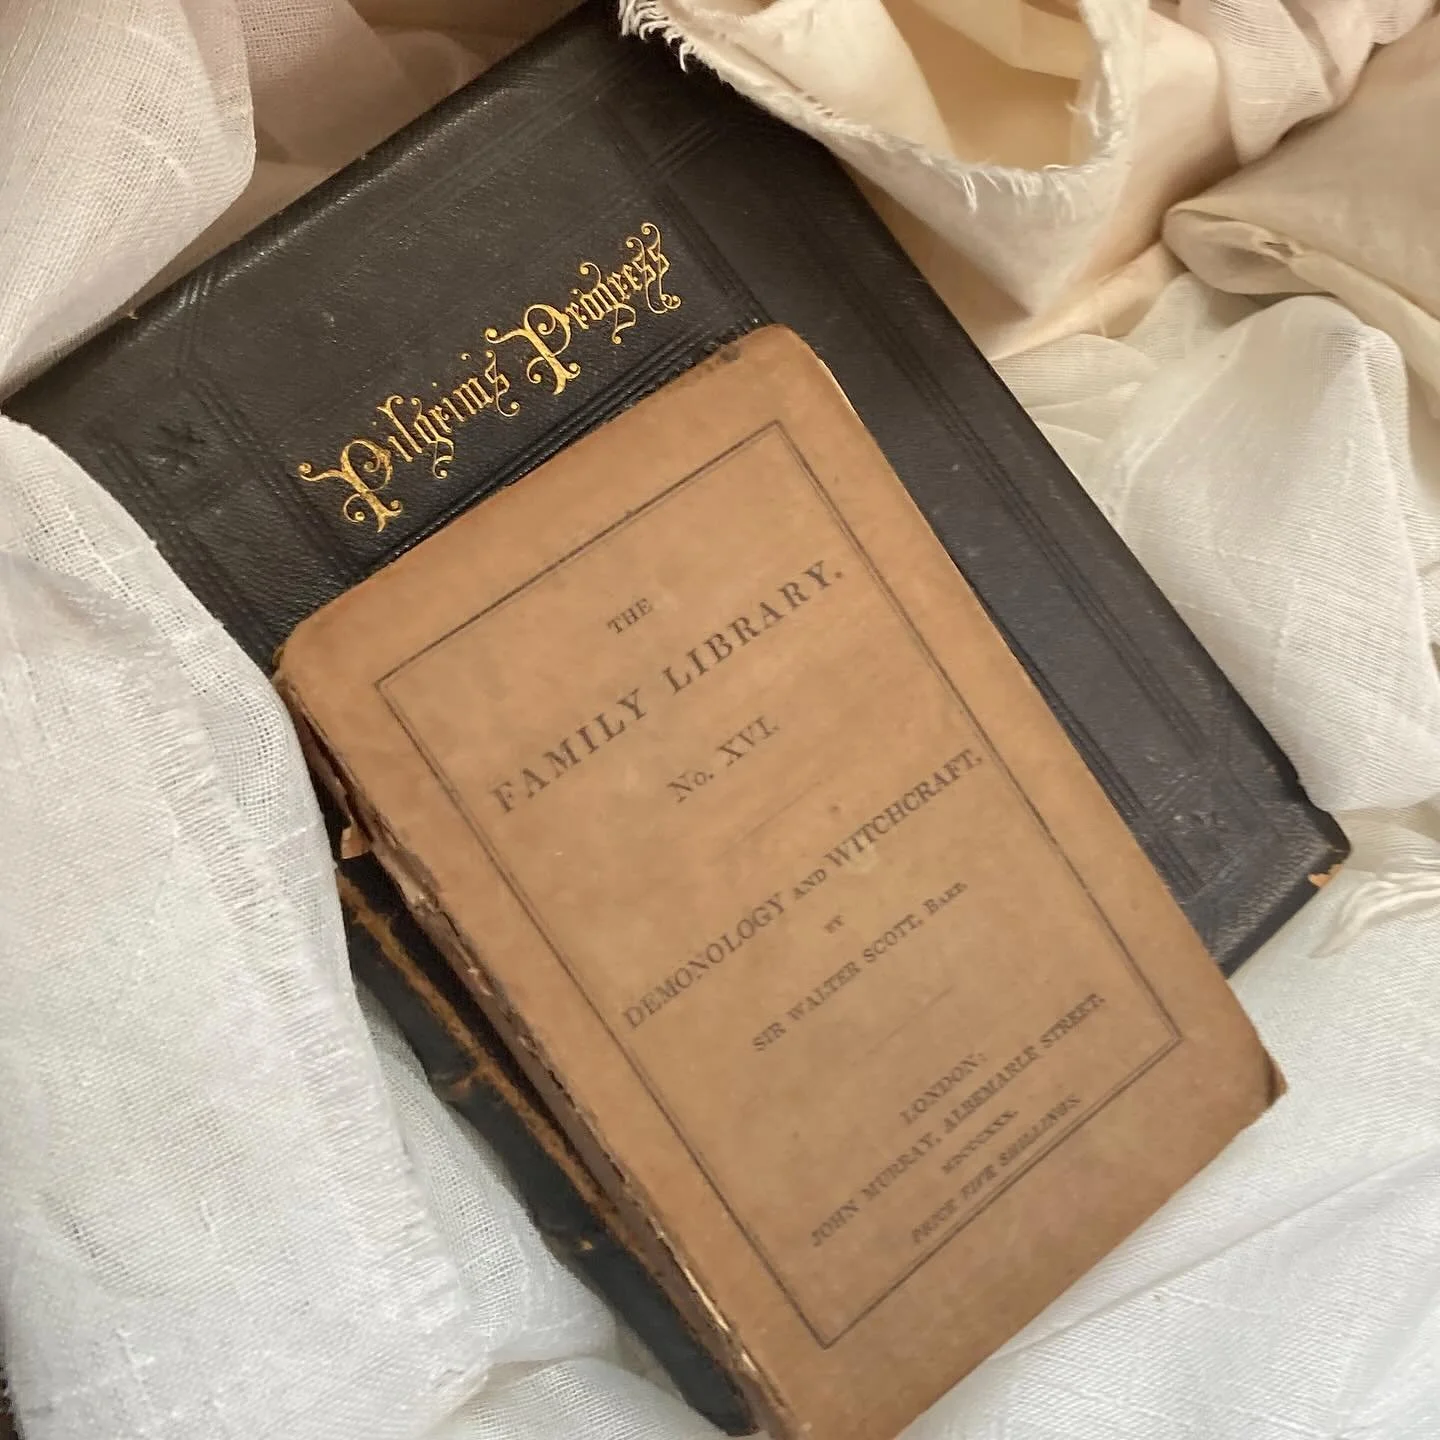 Pilgrim's Progress
THE
FAMILY LIBRARY.
No. XVI.
DEMONOLOGY AND WITCHCRAFT,
BY
SIR WALTER SCOTT, BART.
LONDON:
JOHN MURRAY, ALBEMARLE STREET,
MDCCCXXX.
PRICE FIVE SHILLINGS.